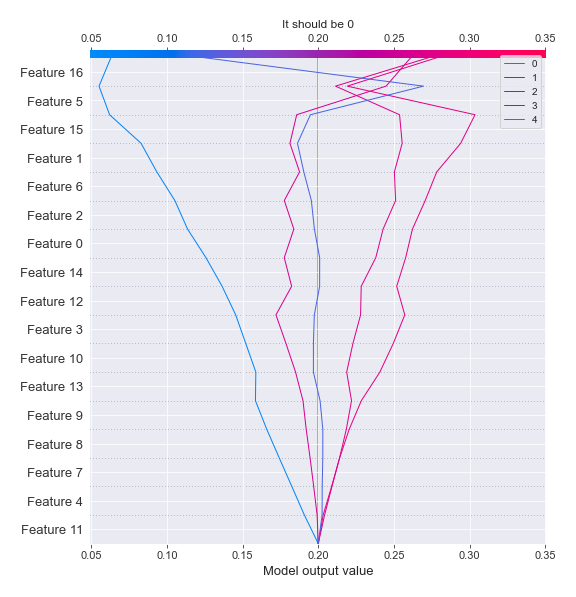 It should be 0
0.05 0.10 0.15 0.20 0.25 0.30 0.35
0
1
2
3
4
Feature 16
Feature 5
Feature 15
Feature 1
Feature 6
Feature 2
Feature 0
Feature 14
Feature 12
Feature 3
Feature 10
Feature 13
Feature 9
Feature 8
Feature 7
Feature 4
Feature 11
0.05 0.10 0.15 0.20 0.25 0.30 0.35
Model output value